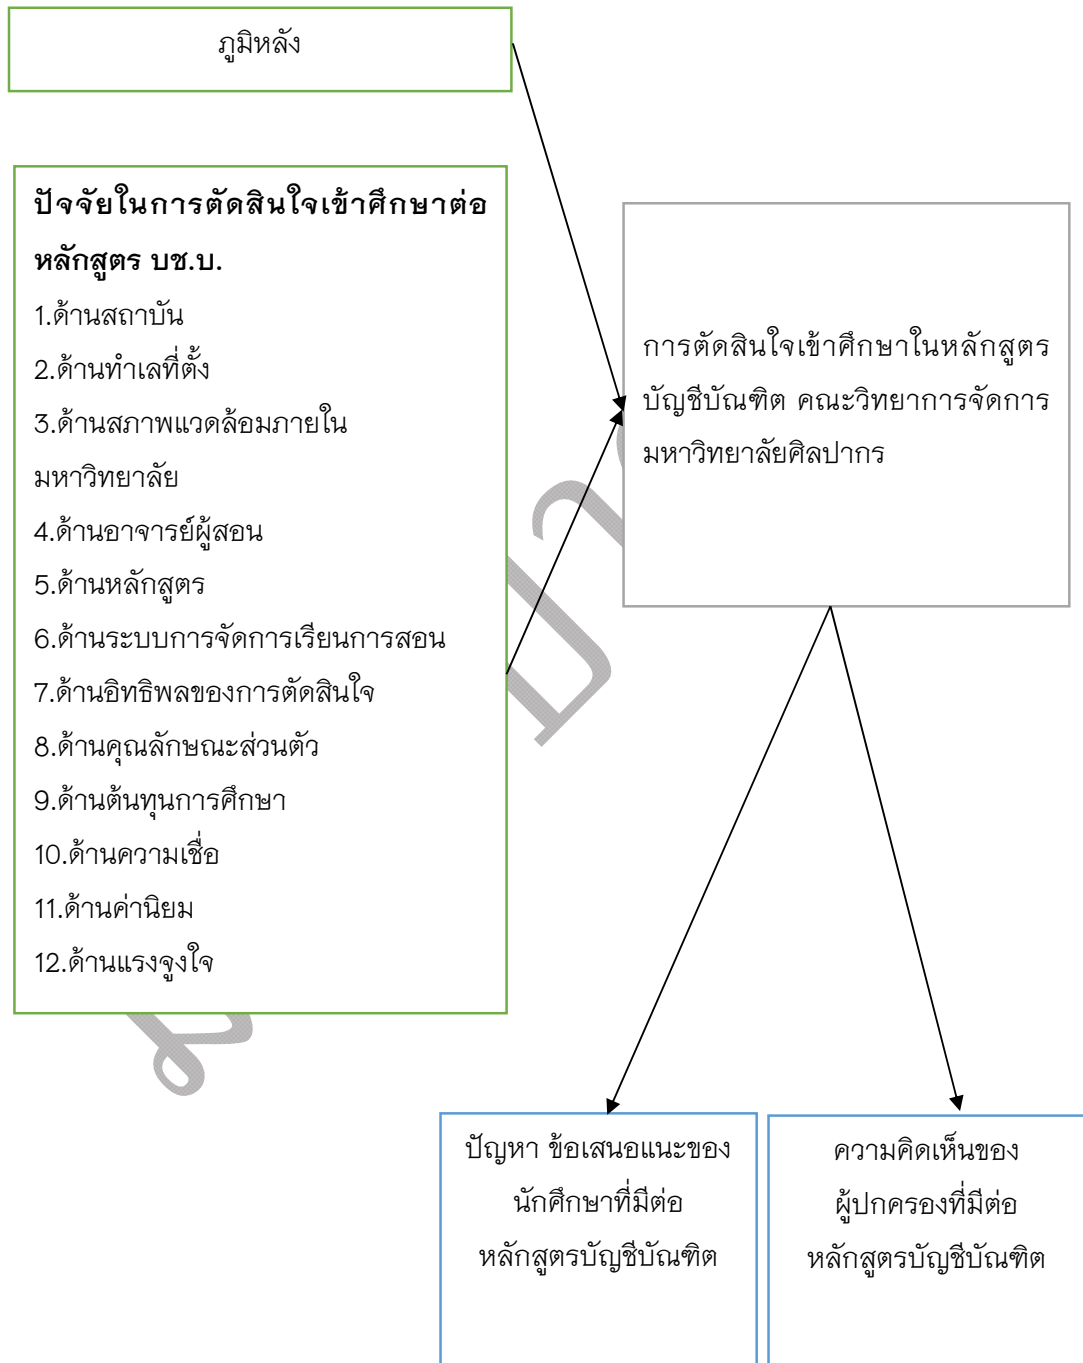 ภูมิหลัง
ปัจจัยในการตัดสินใจเข้าศึกษาต่อ
หลักสูตร บช.บ.
1.ด้านสถาบัน
2.ด้านทำเลที่ตั้ง
3.ด้านสภาพแวดล้อมภายใน
มหาวิทยาลัย
4.ด้านอาจารย์ผู้สอน
5.ด้านหลักสูตร
6.ด้านระบบการจัดการเรียนการสอน
7.ด้านอิทธิพลของการตัดสินใจ
8.ด้านคุณลักษณะส่วนตัว
9.ด้านต้นทุนการศึกษา
10.ด้านความเชื่อ
11.ด้านค่านิยม
12.ด้านแรงจูงใจ
การตัดสินใจเข้าศึกษาในหลักสูตร
บัญชีบัณฑิต คณะวิทยาการจัดการ
มหาวิทยาลัยศิลปากร
ปัญหา ข้อเสนอแนะของ
นักศึกษาที่มีต่อ
หลักสูตรบัญชีบัณฑิต
ความคิดเห็นของ
ผู้ปกครองที่มีต่อ
หลักสูตรบัญชีบัณฑิต